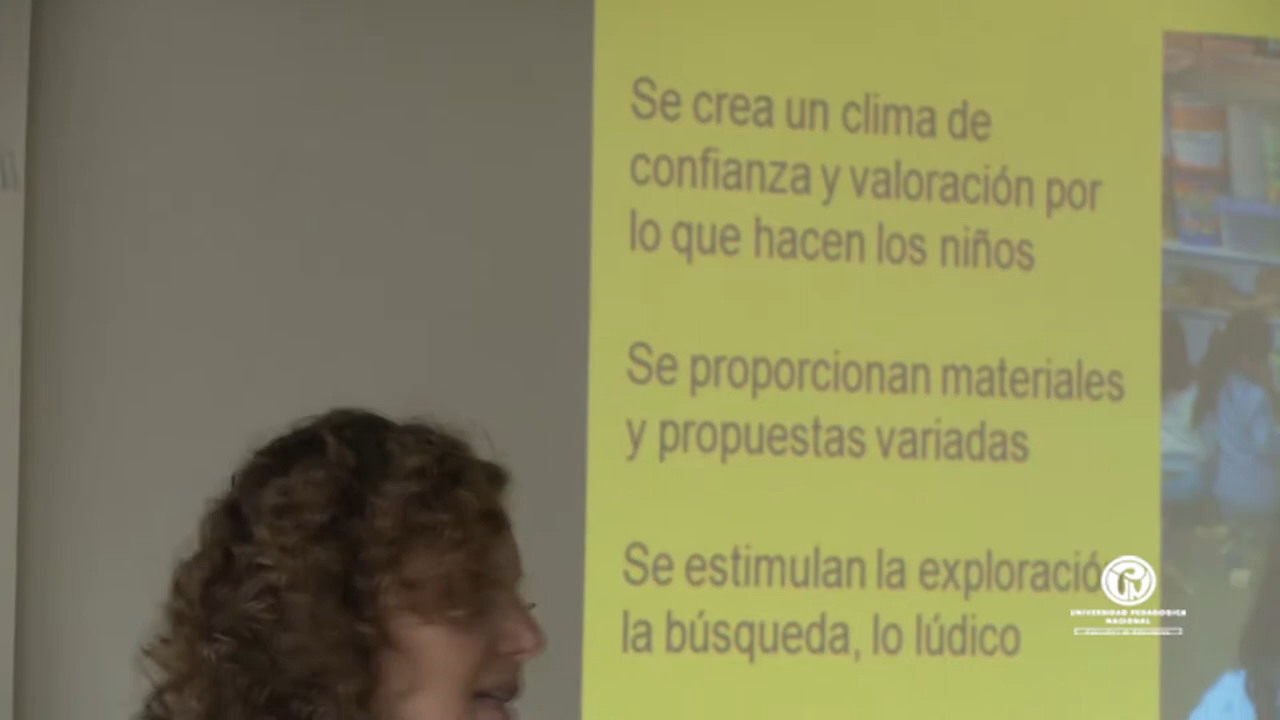 Se crea un clima de
confianza y valoración por
lo que hacen los niños
Se proporcionan materiales
y propuestas variadas
Se estimulan la exploració
la búsqueda, lo lúdico
UNIVERSIDAD PEDAGOGICA
NACIONAL